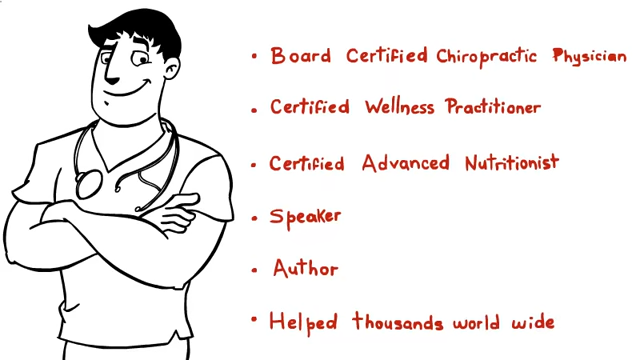 • Board Certified Chiropractic Physician
• Certified Wellness Practitioner
• Certified Advanced Nutritionist
• Speaker
• Author
• Helped thousands world wide